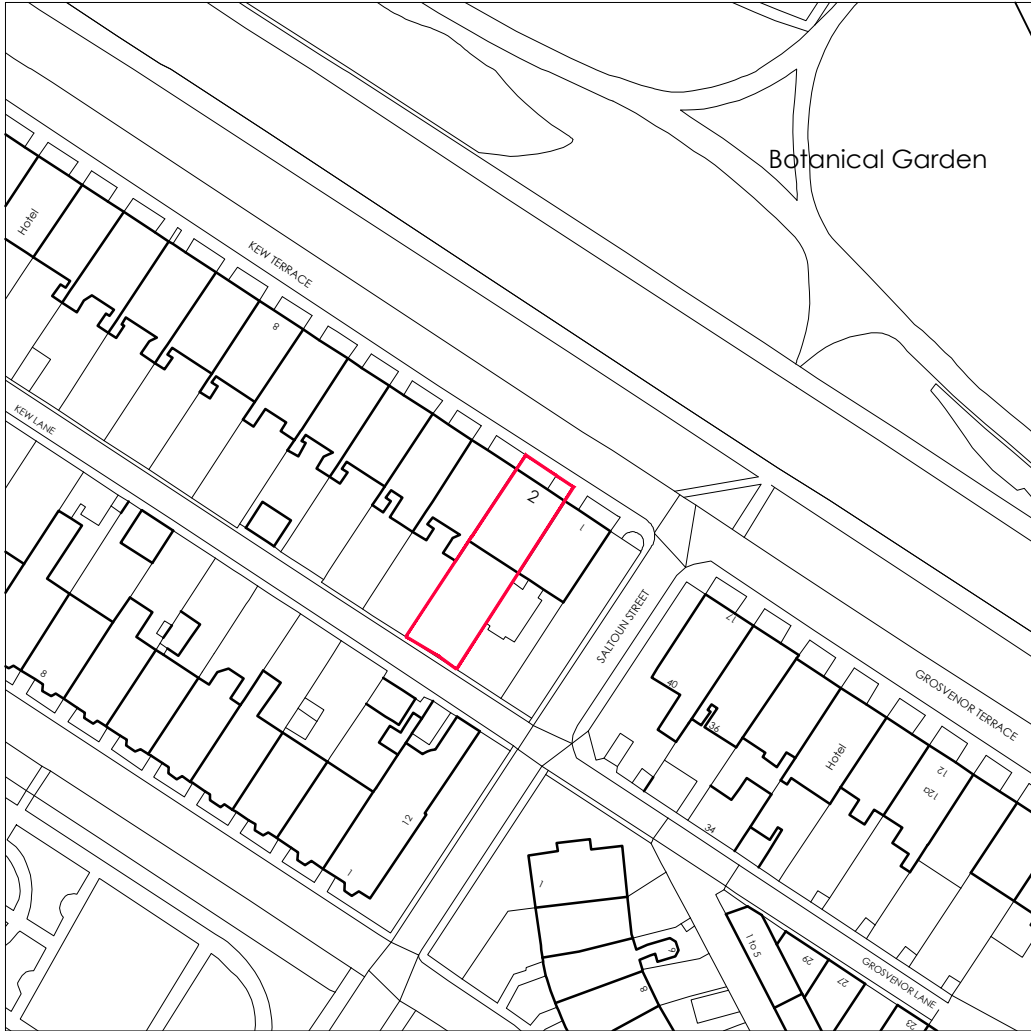 Botanical Garden
Hotel
KEW TERRACE
8
KEW LANE
2
1
SALTOUN STREET
17
GROSVENOR TERRACE
40
36
Hotel
12
12a
8
12
1
34
1
9
8
1 to 5
29
27
GROSVENOR LANE
23